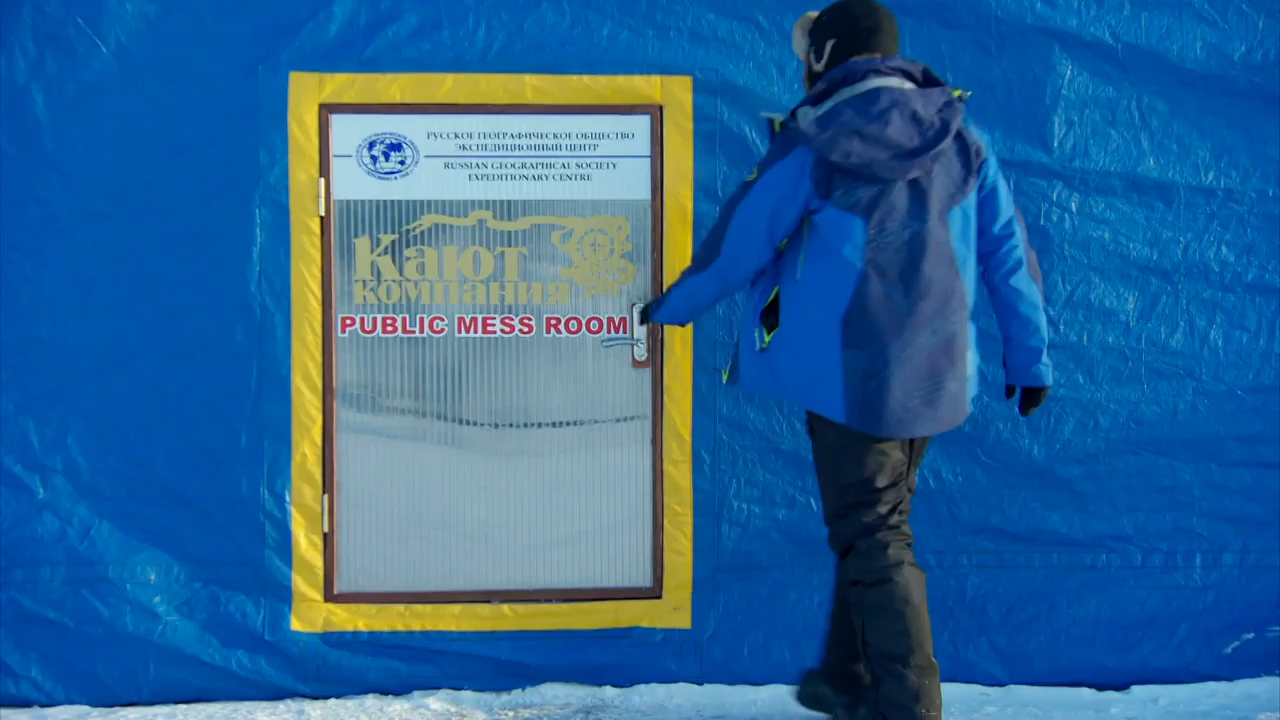 РУССКОЕ ГЕОГРАФИЧЕСКОЕ ОБЩЕСТВО
ЭКСПЕДИЦИОННЫЙ ЦЕНТР
RUSSIAN GEOGRAPHICAL SOCIETY
EXPEDITIONARY CENTRE
Кают
компания
PUBLIC MESS ROOM